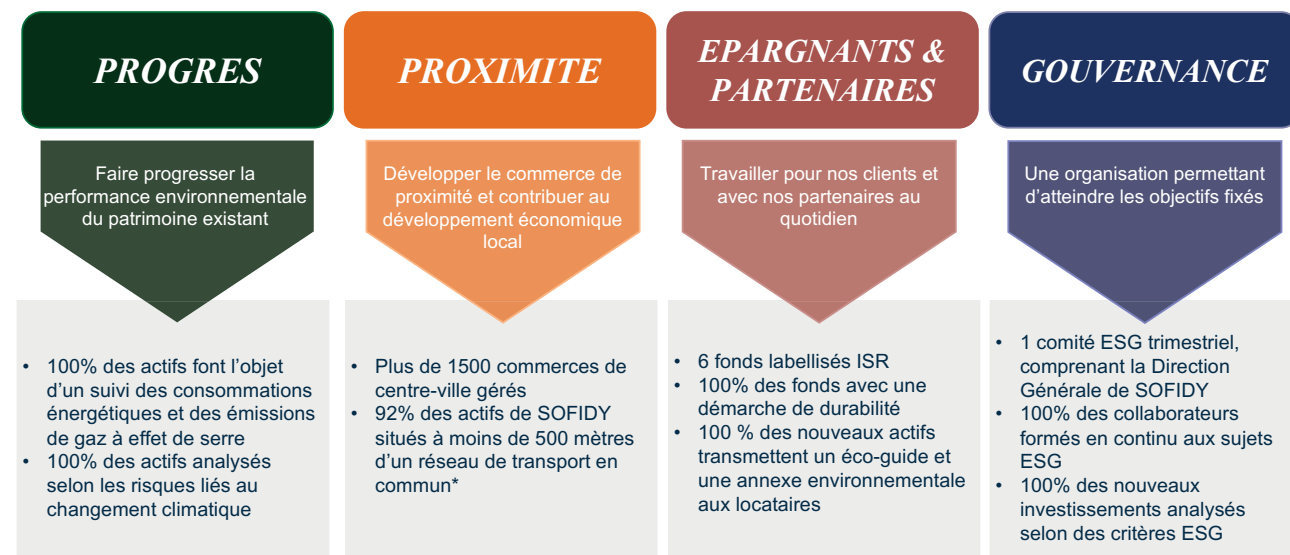 PROGRES
Faire progresser la
performance environnementale
du patrimoine existant
• 100% des actifs font l’objet
d’un suivi des consommations
énergétiques et des émissions
de gaz à effet de serre
• 100% des actifs analysés
selon les risques liés au
changement climatique
PROXIMITE
Développer le commerce de
proximité et contribuer au
développement économique
local
• Plus de 1500 commerces de
centre-ville gérés
• 92% des actifs de SOFIDY
situés à moins de 500 mètres
d’un réseau de transport en
commun*
EPARGNANTS &
PARTENAIRES
Travailler pour nos clients et
avec nos partenaires au
quotidien
• 6 fonds labellisés ISR
• 100% des fonds avec une
démarche de durabilité
• 100 % des nouveaux actifs
transmettent un éco-guide et
une annexe environnementale
aux locataires
GOUVERNANCE
Une organisation permettant
d’atteindre les objectifs fixés
• 1 comité ESG trimestriel,
comprenant la Direction
Générale de SOFIDY
• 100% des collaborateurs
formés en continu aux sujets
ESG
• 100% des nouveaux
investissements analysés
selon des critères ESG